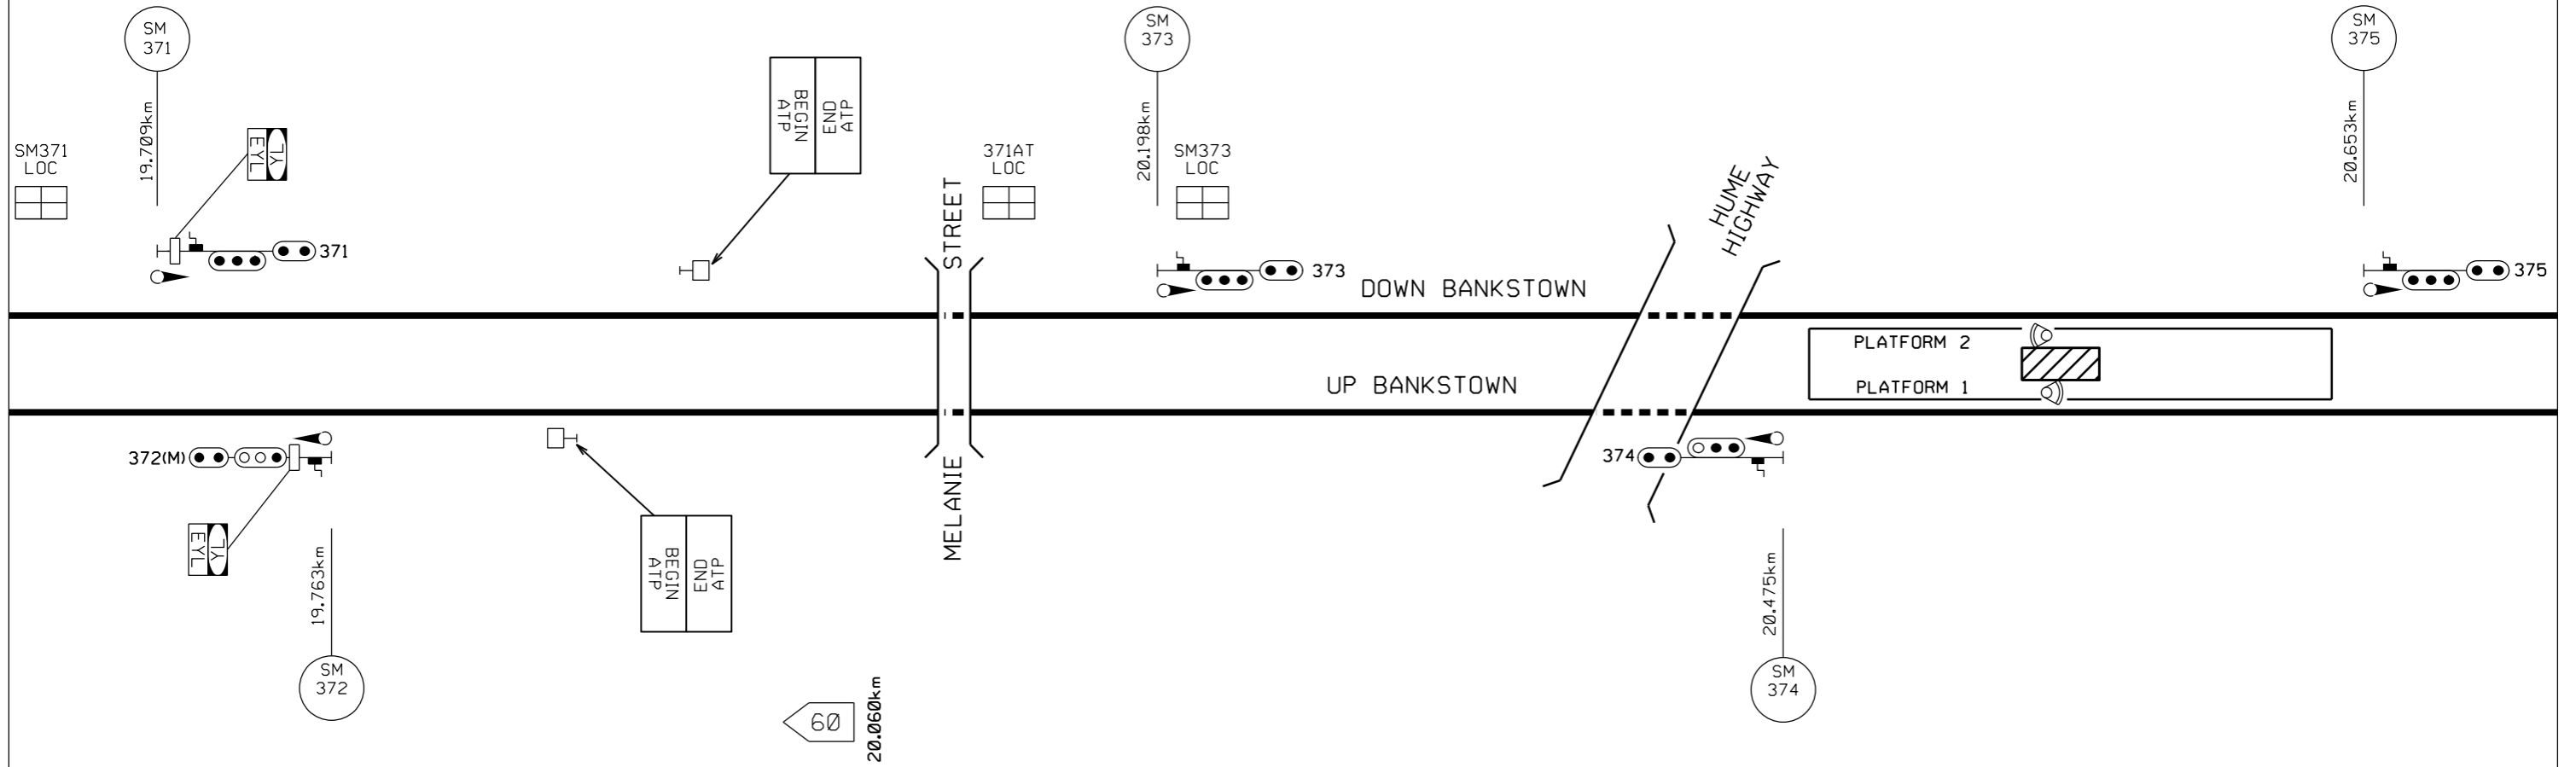 SM
371
19.709km
SM371
LOC
YL
EYL
371
BEGIN
ATP
END
ATP
SM
373
20.198km
371AT
LOC
SM373
LOC
373
SM
375
20.653km
375
MELANIE STREET
HUME
HIGHWAY
DOWN BANKSTOWN
UP BANKSTOWN
PLATFORM 2
PLATFORM 1
372(M)
YL
EYL
19.763km
SM
372
BEGIN
ATP
END
ATP
60
20.060km
374
20.475km
SM
374